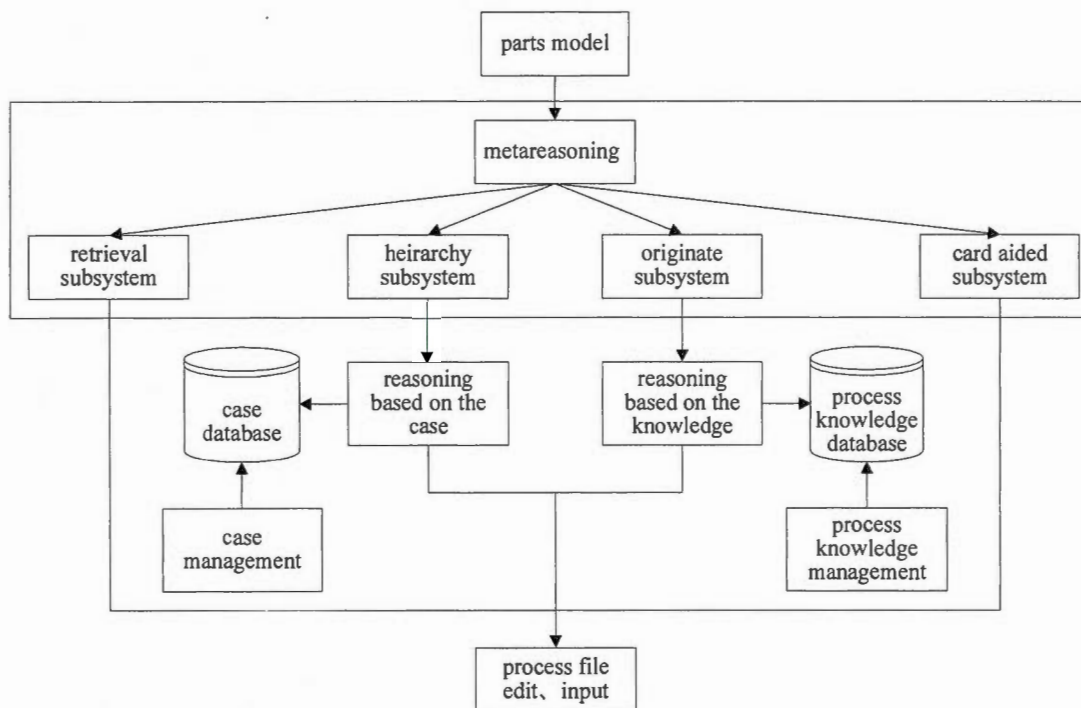 parts model
metareasoning
retrieval
subsystem
heirarchy
subsystem
originate
subsystem
card aided
subsystem
case
database
reasoning
based on the
case
reasoning
based on the
knowledge
process
knowledge
database
case
management
process
knowledge
management
process file
edit、input